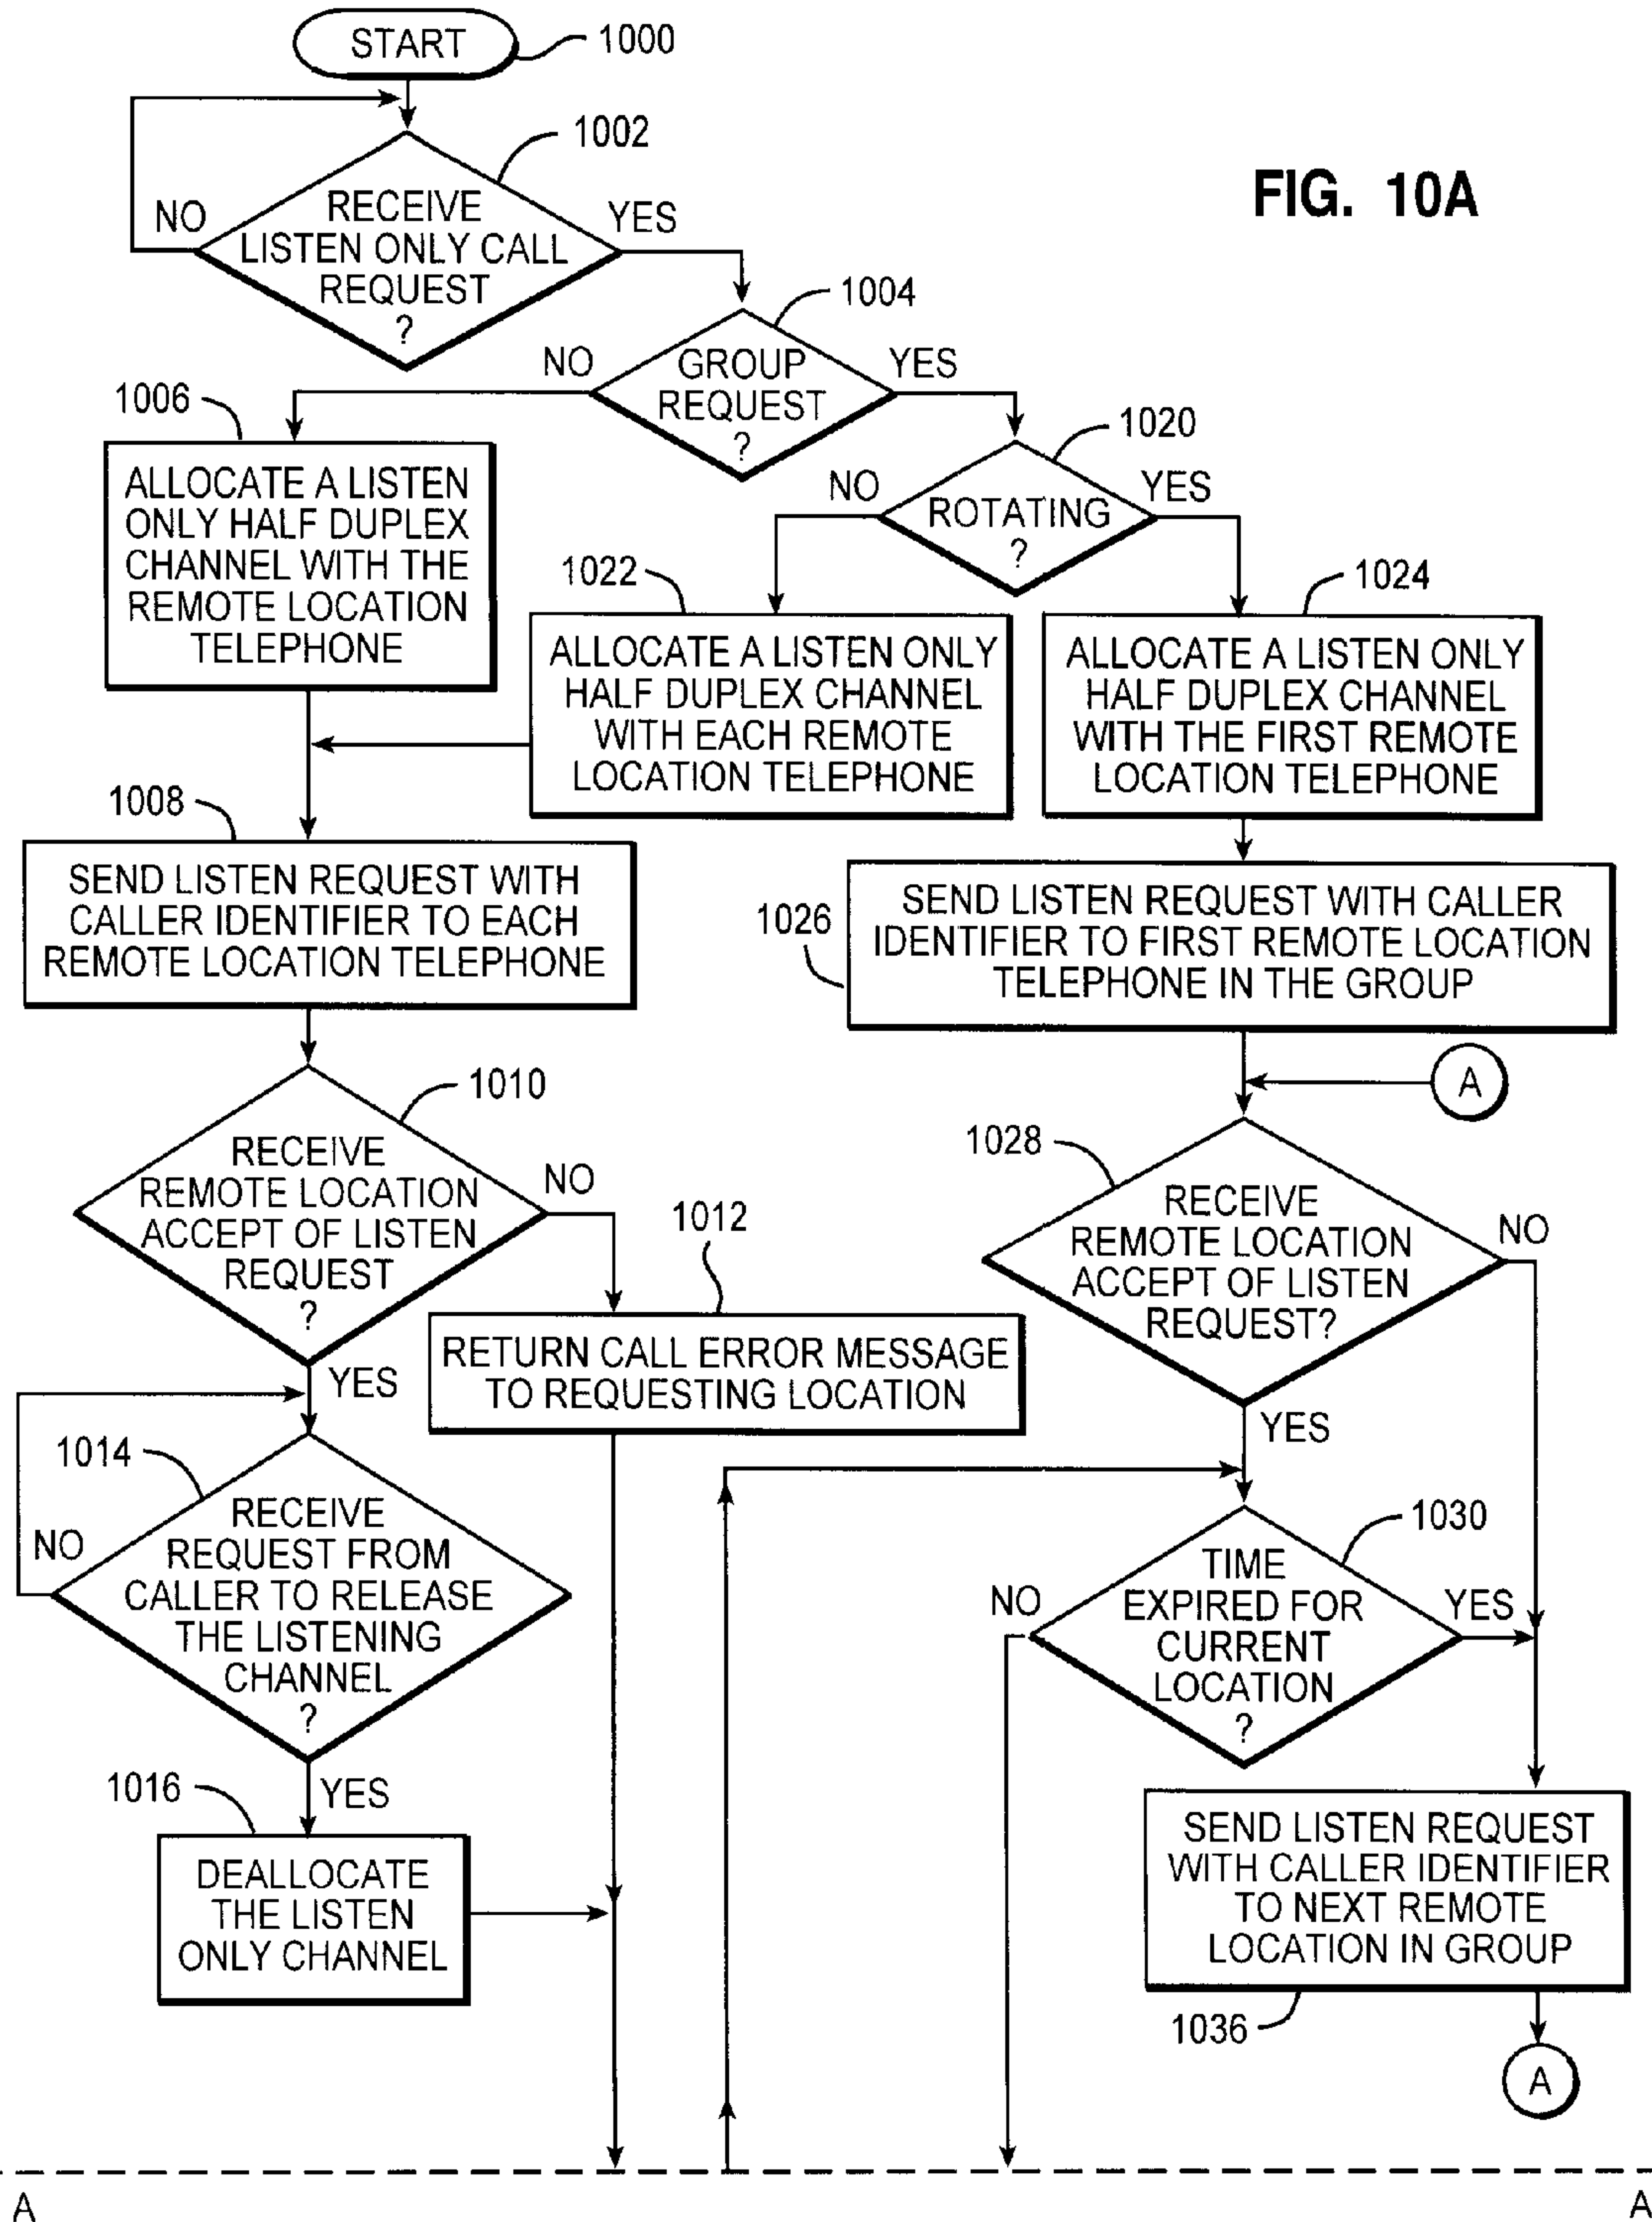 START
1000
1002
FIG. 10A
NO
RECEIVE
LISTEN ONLY CALL
REQUEST
?
YES
1004
NO
GROUP
REQUEST
?
YES
1006
ALLOCATE A LISTEN
ONLY HALF DUPLEX
CHANNEL WITH THE
REMOTE LOCATION
TELEPHONE
1020
NO
ROTATING
?
YES
1022
ALLOCATE A LISTEN ONLY
HALF DUPLEX CHANNEL
WITH EACH REMOTE
LOCATION TELEPHONE
1024
ALLOCATE A LISTEN ONLY
HALF DUPLEX CHANNEL
WITH THE FIRST REMOTE
LOCATION TELEPHONE
1008
SEND LISTEN REQUEST WITH
CALLER IDENTIFIER TO EACH
REMOTE LOCATION TELEPHONE
1026
SEND LISTEN REQUEST WITH CALLER
IDENTIFIER TO FIRST REMOTE LOCATION
TELEPHONE IN THE GROUP
A
1010
RECEIVE
REMOTE LOCATION
ACCEPT OF LISTEN
REQUEST
?
NO
YES
1012
RETURN CALL ERROR MESSAGE
TO REQUESTING LOCATION
1028
RECEIVE
REMOTE LOCATION
ACCEPT OF LISTEN
REQUEST?
NO
YES
1014
NO
RECEIVE
REQUEST FROM
CALLER TO RELEASE
THE LISTENING
CHANNEL
?
YES
1030
NO
TIME
EXPIRED FOR
CURRENT
LOCATION
?
YES
1016
DEALLOCATE
THE LISTEN
ONLY CHANNEL
SEND LISTEN REQUEST
WITH CALLER IDENTIFIER
TO NEXT REMOTE
LOCATION IN GROUP
1036
A
A
A